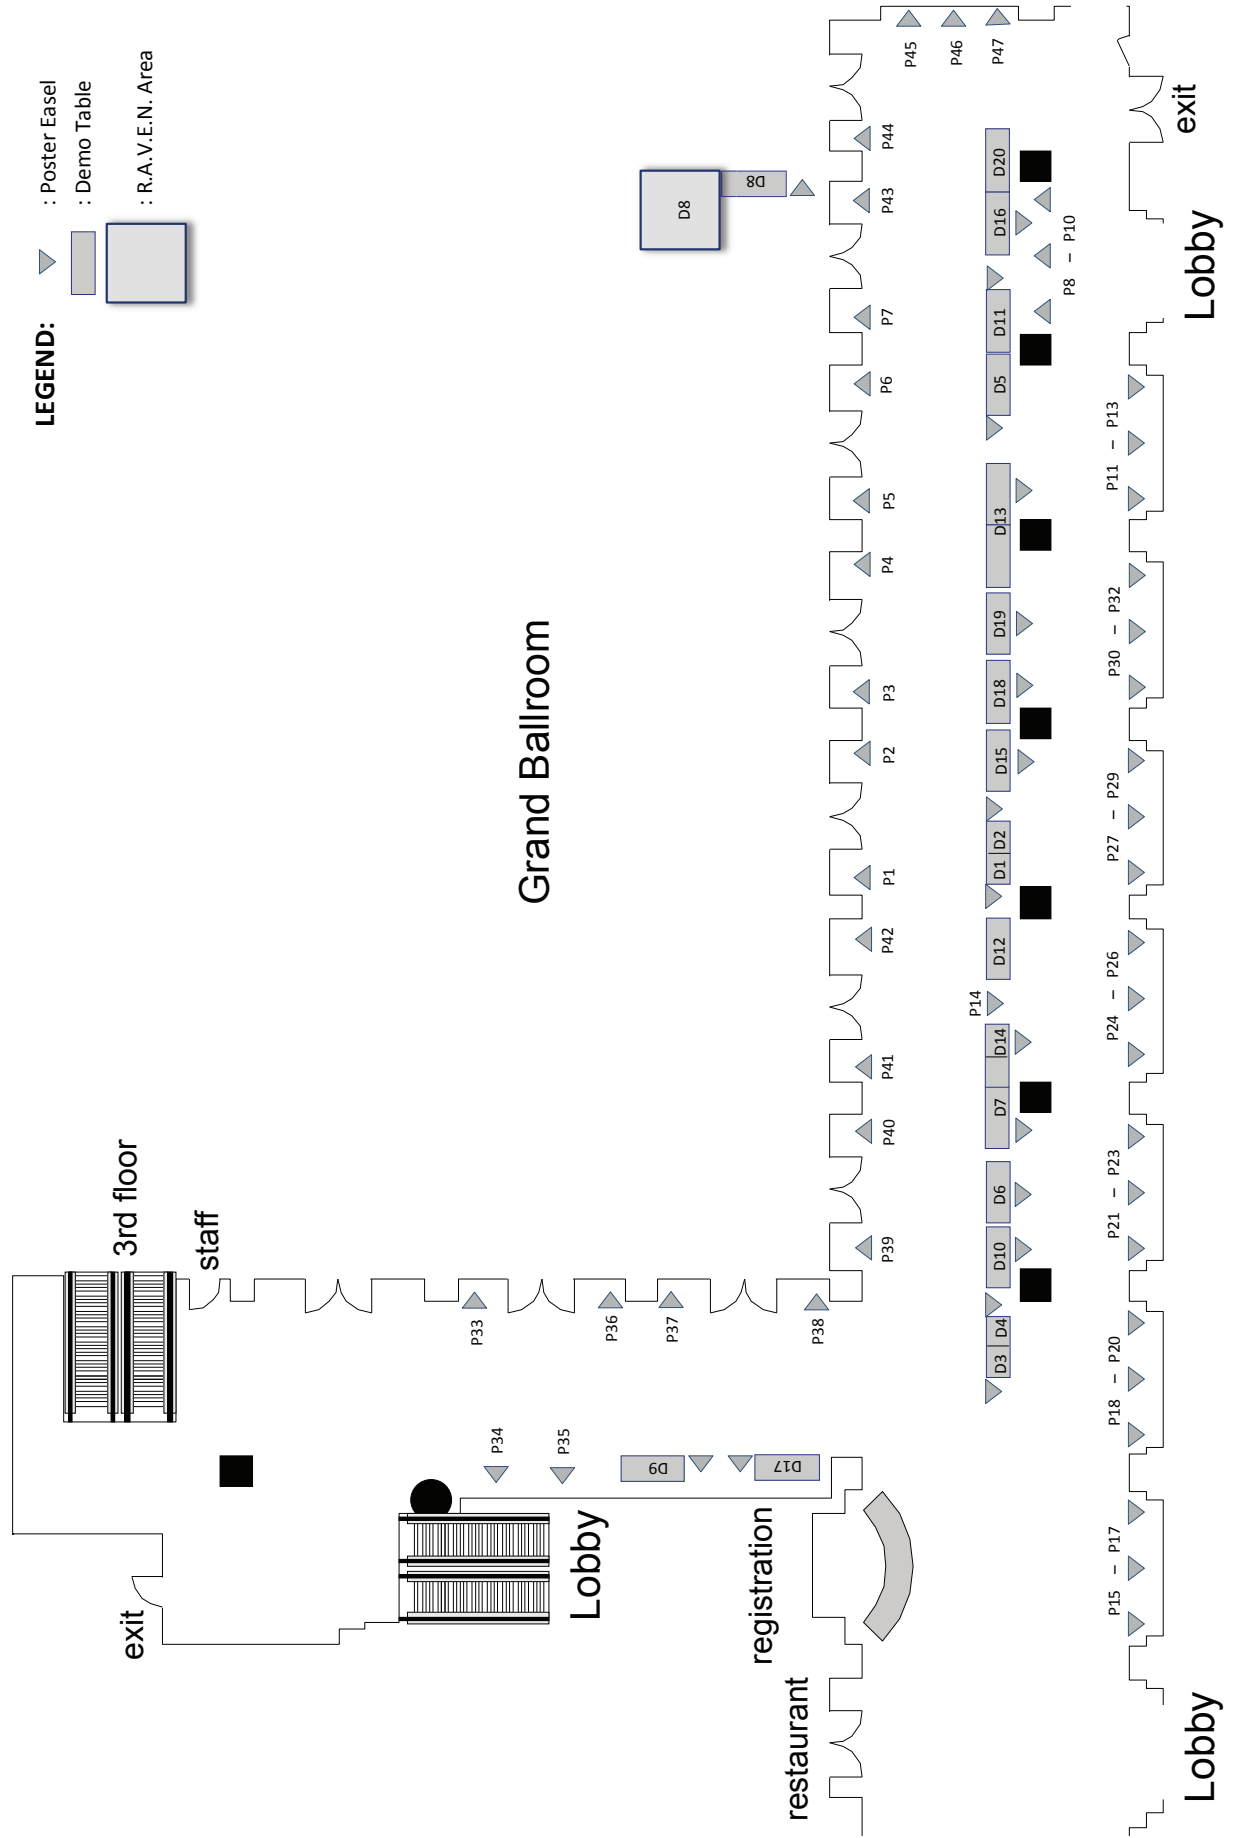 LEGEND:
: Poster Easel
: Demo Table
: R.A.V.E.N. Area
Grand Ballroom
3rd floor
staff
exit
Lobby
registration
restaurant
Lobby
Lobby
exit
D8
D8
P33
P36
P37
P38
P34
P35
D9
D17
P39
P40
P41
P42
P1
P2
P3
P4
P5
P6
P7
P43
P44
P45
P46
P47
D3
D4
D10
D6
D7
D14
P14
D12
D1
D2
D15
D18
D19
D13
D5
D11
D16
D20
P8 – P10
P15 – P17
P18 – P20
P21 – P23
P24 – P26
P27 – P29
P30 – P32
P11 – P13